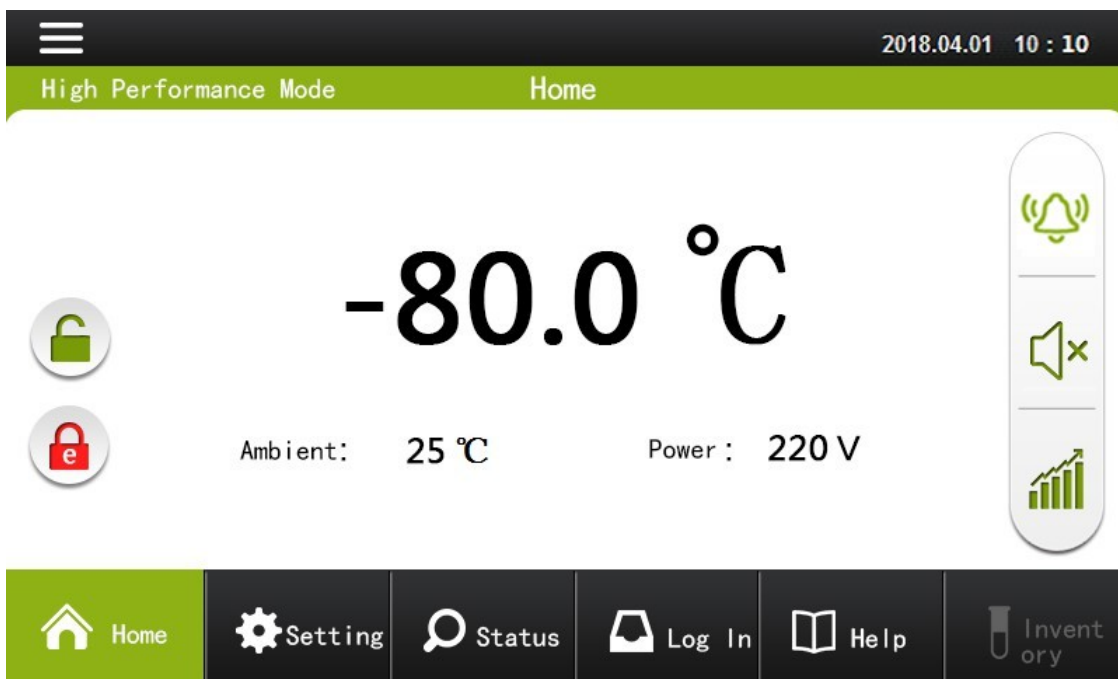 2018.04.01 10 : 10
High Performance Mode Home
-80.0 ℃
e
Ambient: 25 ℃ Power: 220 V
Home Setting Status Log In Help Invent
ory